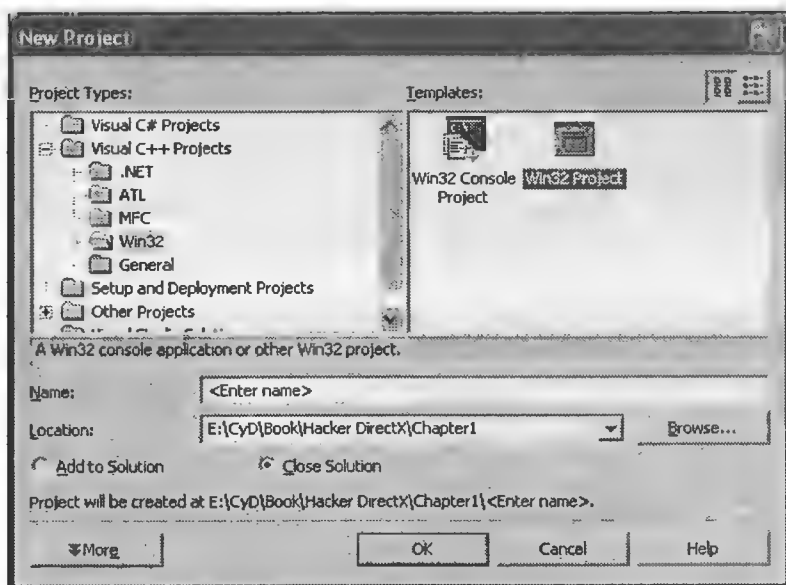 New Project
Project Types:
Templates:
Visual C# Projects
Visual C++ Projects
.NET
ATL
MFC
Win32
General
Setup and Deployment Projects
Other Projects
Win32 Console Project
Win32 Project
A Win32 console application or other Win32 project.
Name:
<Enter name>
Location:
E:\CyD\Book\Hacker DirectX\Chapter1
Browse...
Add to Solution
Close Solution
Project will be created at E:\CyD\Book\Hacker DirectX\Chapter1\<Enter name>.
More
OK
Cancel
Help